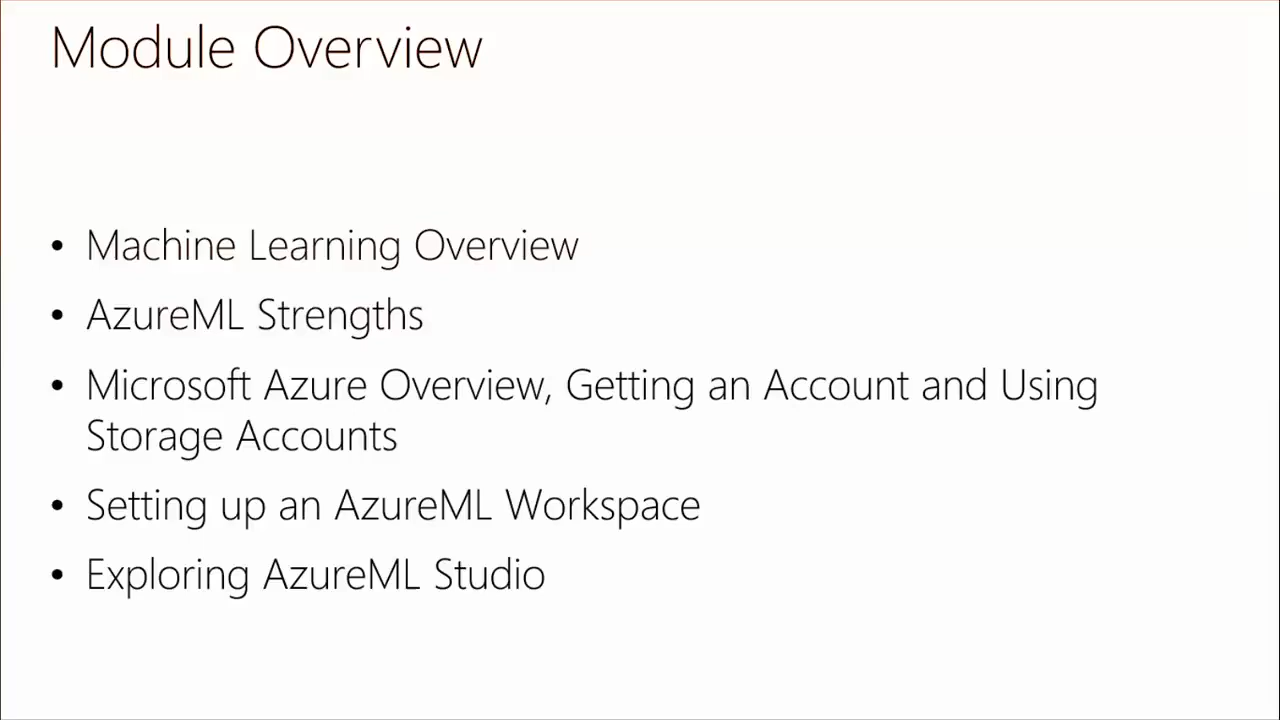 Module Overview
• Machine Learning Overview
• AzureML Strengths
• Microsoft Azure Overview, Getting an Account and Using
Storage Accounts
• Setting up an AzureML Workspace
• Exploring AzureML Studio